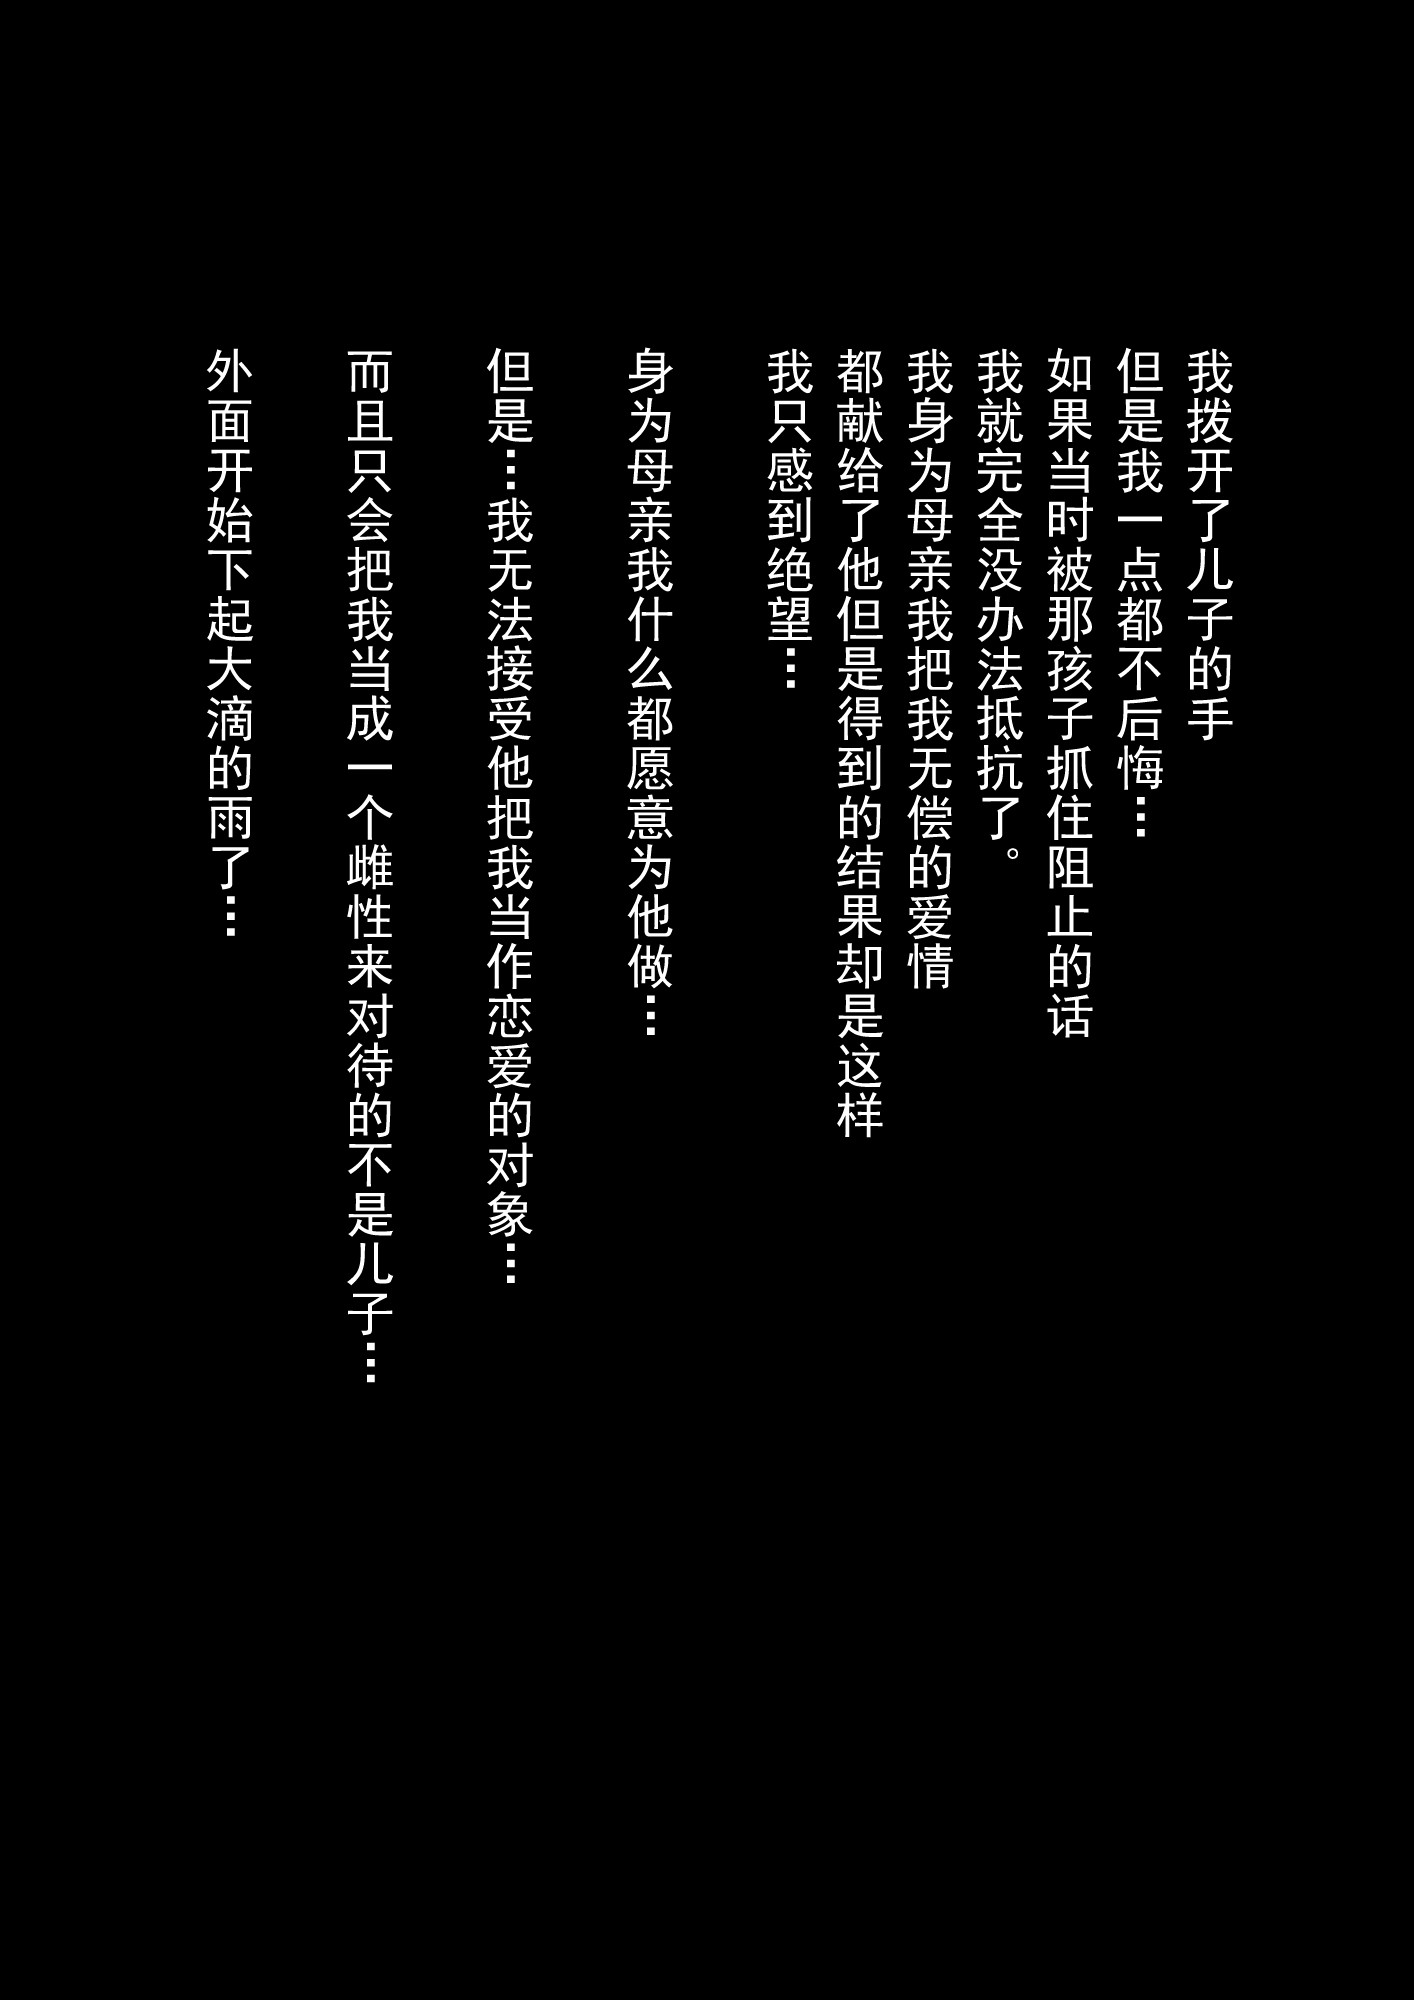 我拨开了儿子的手
但是我一点都不后悔…
如果当时被那孩子抓住阻止的话
我就完全没办法抵抗了。
我身为母亲我把我无偿的爱情
都献给了他但是得到的结果却是这样
我只感到绝望…
身为母亲我什么都愿意为他做…
但是…我无法接受他把我当作恋爱的对象…
而且只会把我当成一个雌性来对待的不是儿子…
外面开始下起大滴的雨了…